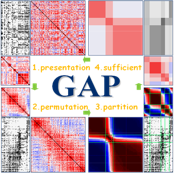 1.presentation 4.sufficient
GAP
2.permutation 3.partition